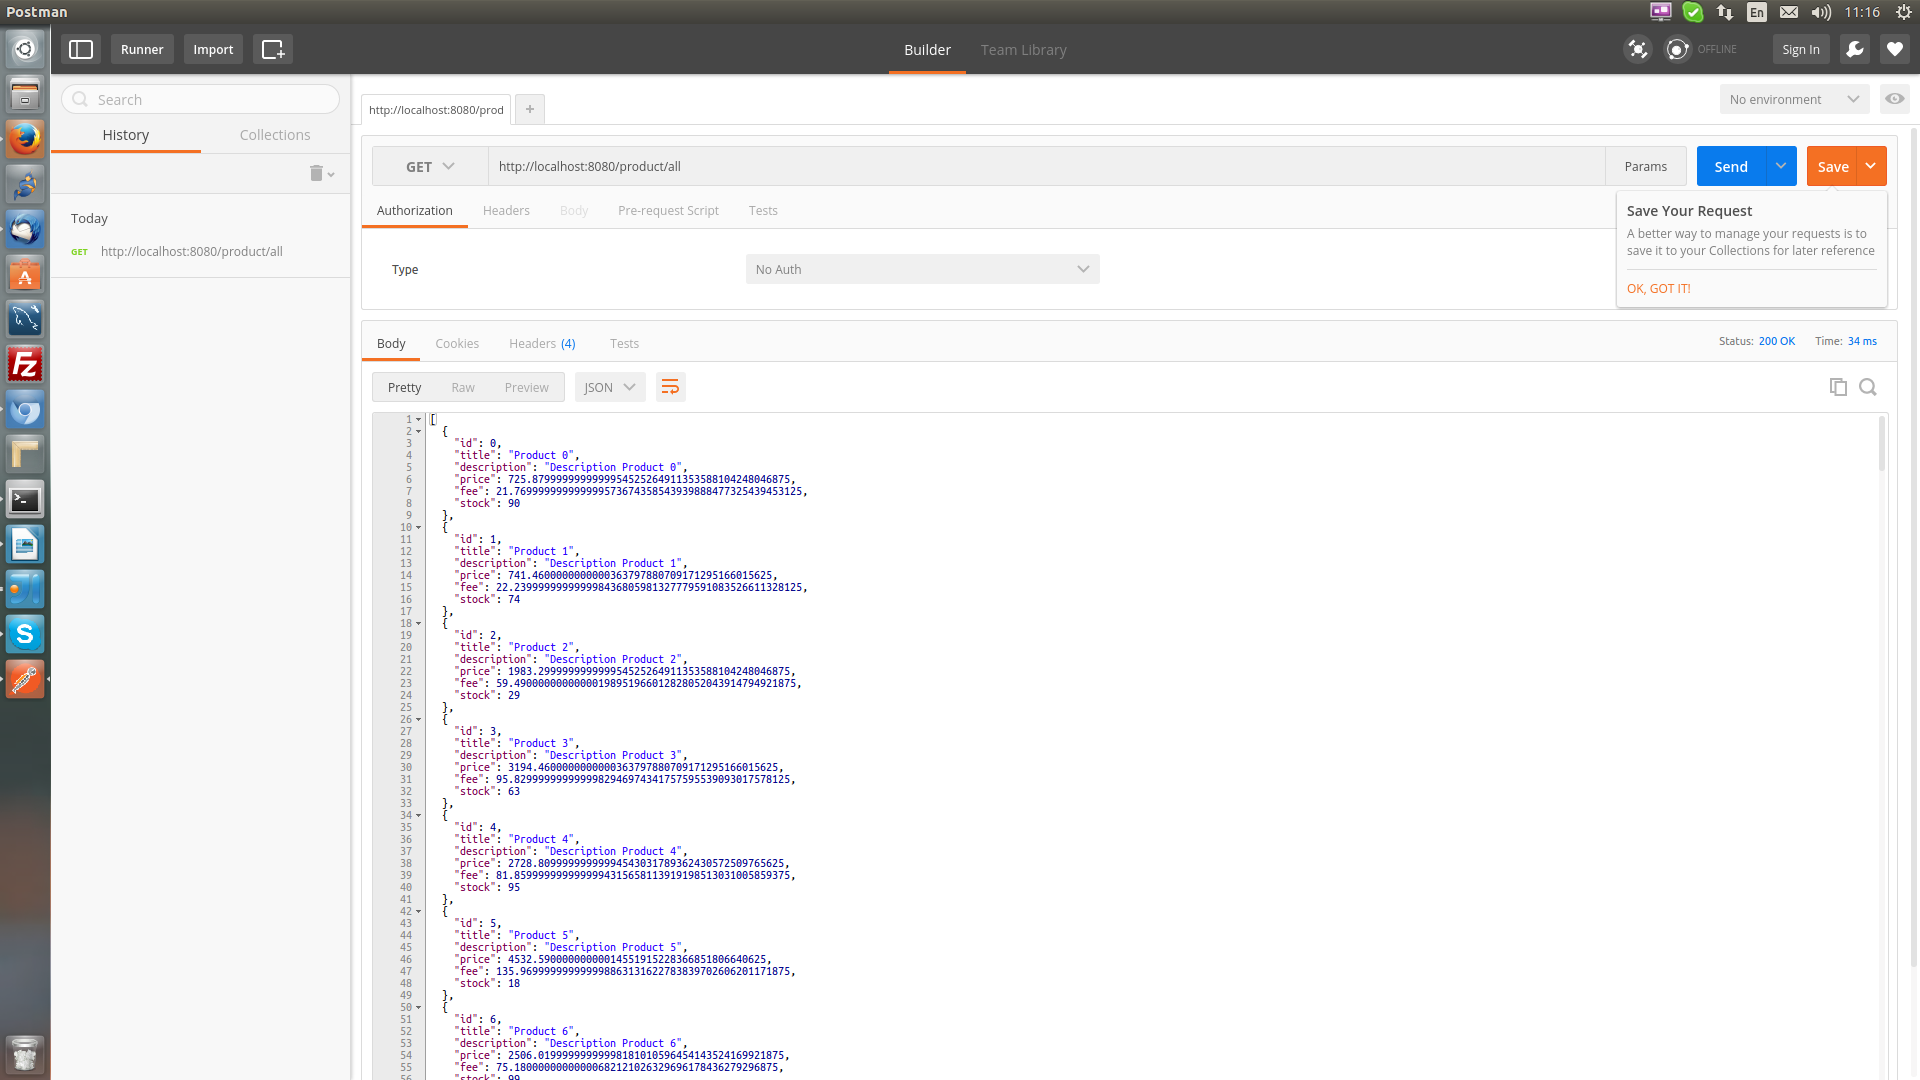 Postman
En
11:16
Runner
Import
Builder
Team Library
OFFLINE
Sign In
Search
History
Collections
Today
GET http://localhost:8080/product/all
http://localhost:8080/prod
+
No environment
GET
http://localhost:8080/product/all
Params
Send
Save
Authorization
Headers
Body
Pre-request Script
Tests
Save Your Request
A better way to manage your requests is to
save it to your Collections for later reference
OK, GOT IT!
Type
No Auth
Body
Cookies
Headers (4)
Tests
Status: 200 OK
Time: 34 ms
Pretty
Raw
Preview
JSON
1 [
2 {
3 "id": 0,
4 "title": "Product 0",
5 "description": "Description Product 0",
6 "price": 725.8799999999999954525264911353588104248046875,
7 "fee": 21.769999999999999573674358543939888477325439453125,
8 "stock": 90
9 },
10 {
11 "id": 1,
12 "title": "Product 1",
13 "description": "Description Product 1",
14 "price": 741.460000000000036379788070917129516601562­5,
15 "fee": 22.239999999999998436805981327779591083526611328125,
16 "stock": 74
17 },
18 {
19 "id": 2,
20 "title": "Product 2",
21 "description": "Description Product 2",
22 "price": 1983.299999999999954525264911353588104248046875,
23 "fee": 59.49000000000000198951966012828052043914794921875,
24 "stock": 29
25 },
26 {
27 "id": 3,
28 "title": "Product 3",
29 "description": "Description Product 3",
30 "price": 3194.4600000000000363797880709171295166015625,
31 "fee": 95.8299999999999982946974341757595539093017578125,
32 "stock": 63
33 },
34 {
35 "id": 4,
36 "title": "Product 4",
37 "description": "Description Product 4",
38 "price": 2728.809999999999945430317893624305725097656­25,
39 "fee": 81.8599999999999994315658113919198513031005859375,
40 "stock": 95
41 },
42 {
43 "id": 5,
44 "title": "Product 5",
45 "description": "Description Product 5",
46 "price": 4532.5900000000001455191522836685180664062­5,
47 "fee": 135.969999999999998863131622783839702606201171875,
48 "stock": 18
49 },
50 {
51 "id": 6,
52 "title": "Product 6",
53 "description": "Description Product 6",
54 "price": 2506.01999999999998181010596454143524169921875,
55 "fee": 75.180000000000006821210263296961784362792968­75,
56 "stock": 99
Fz
S